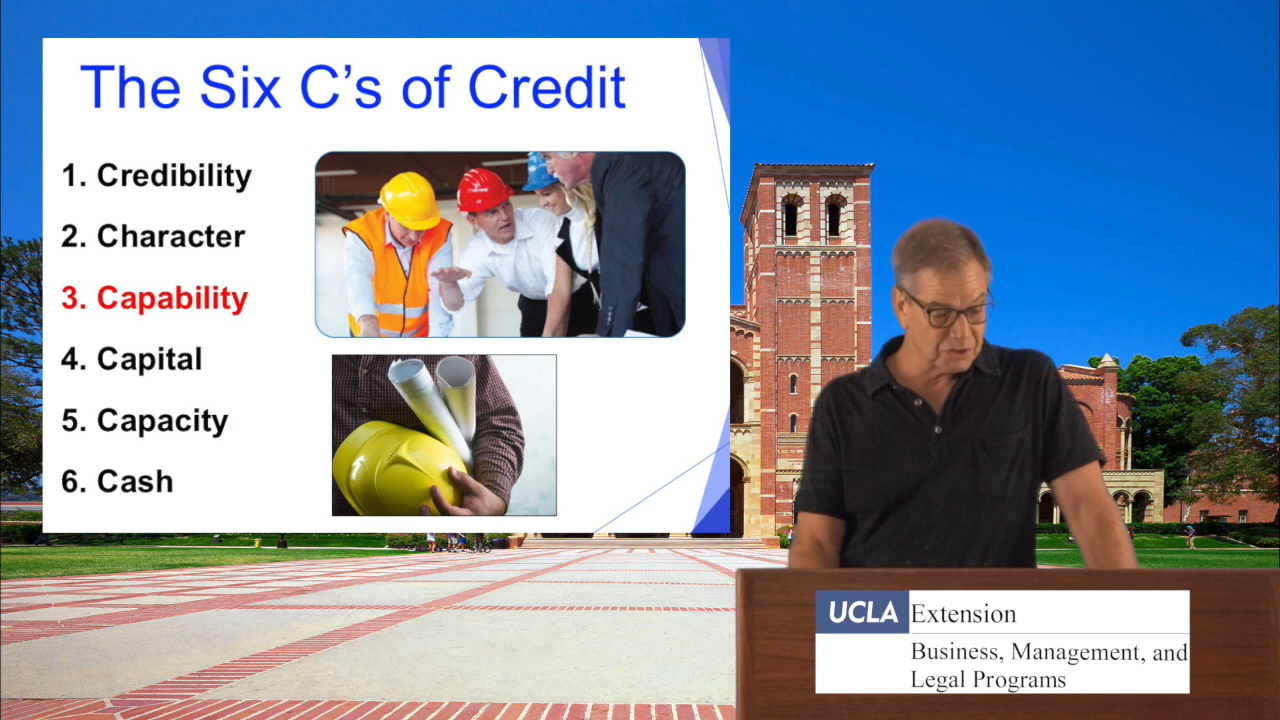 The Six C's of Credit
1. Credibility
2. Character
3. Capability
4. Capital
5. Capacity
6. Cash
UCLA Extension
Business, Management, and
Legal Programs